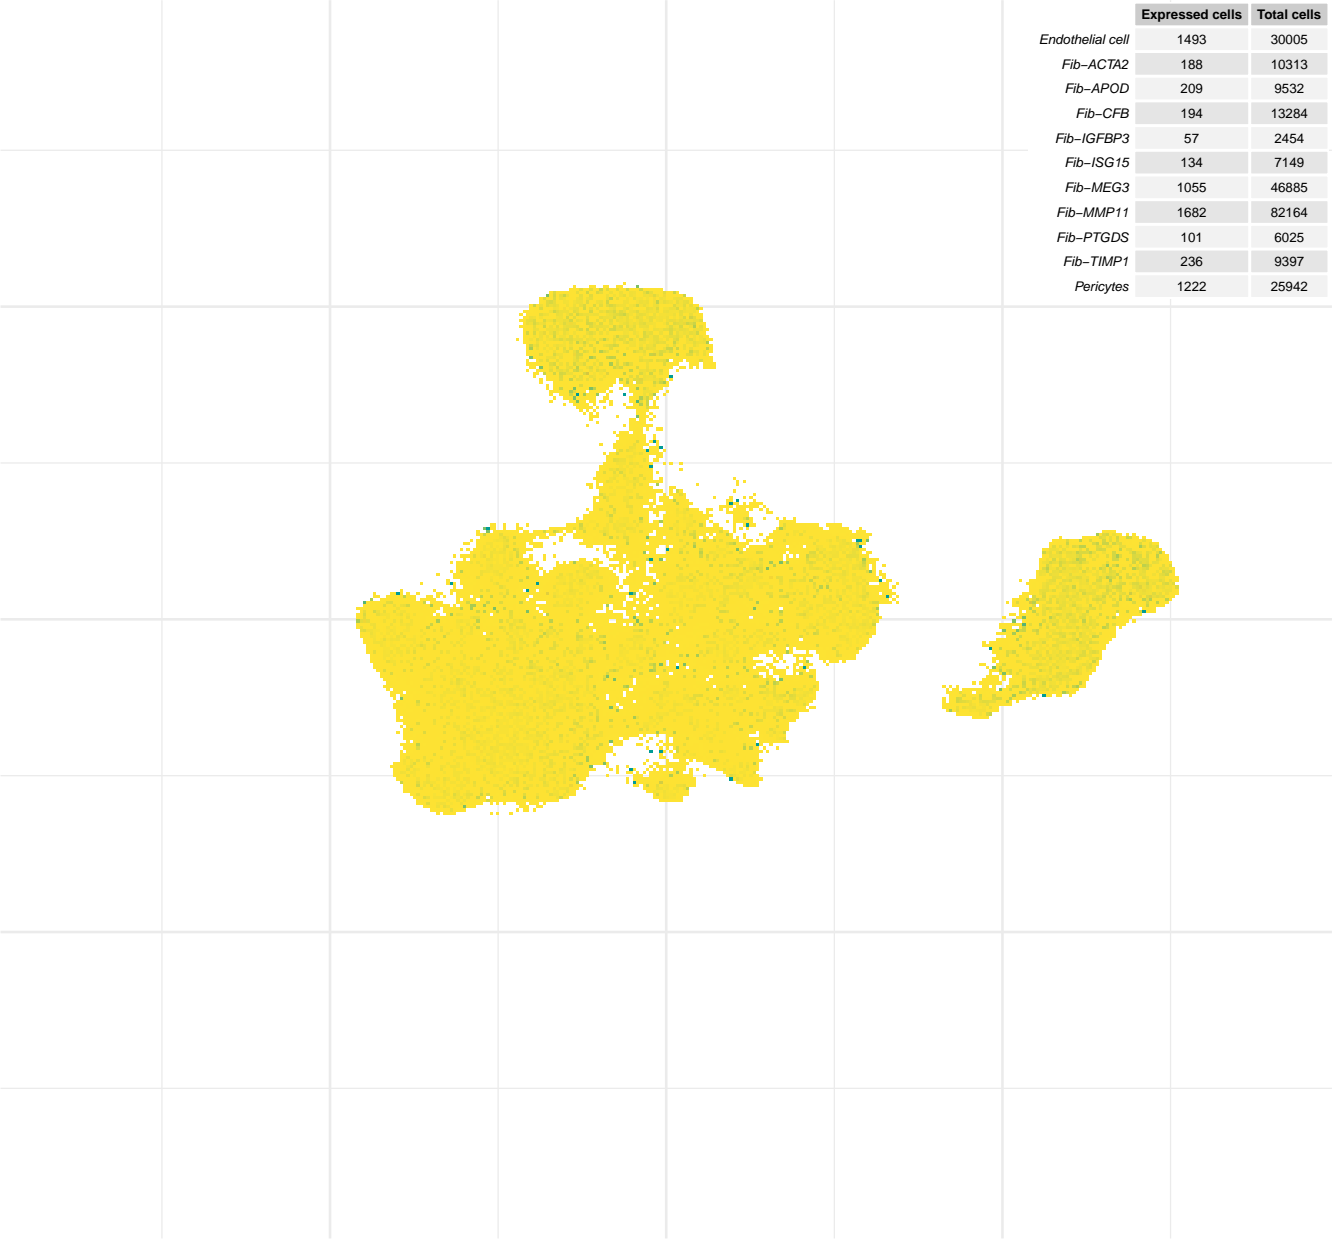 Expressed cells Total cells
Endothelial cell 1493 30005
Fib−ACTA2 188 10313
Fib−APOD 209 9532
Fib−CFB 194 13284
Fib−IGFBP3 57 2454
Fib−ISG15 134 7149
Fib−MEG3 1055 46885
Fib−MMP11 1682 82164
Fib−PTGDS 101 6025
Fib−TIMP1 236 9397
Pericytes 1222 25942